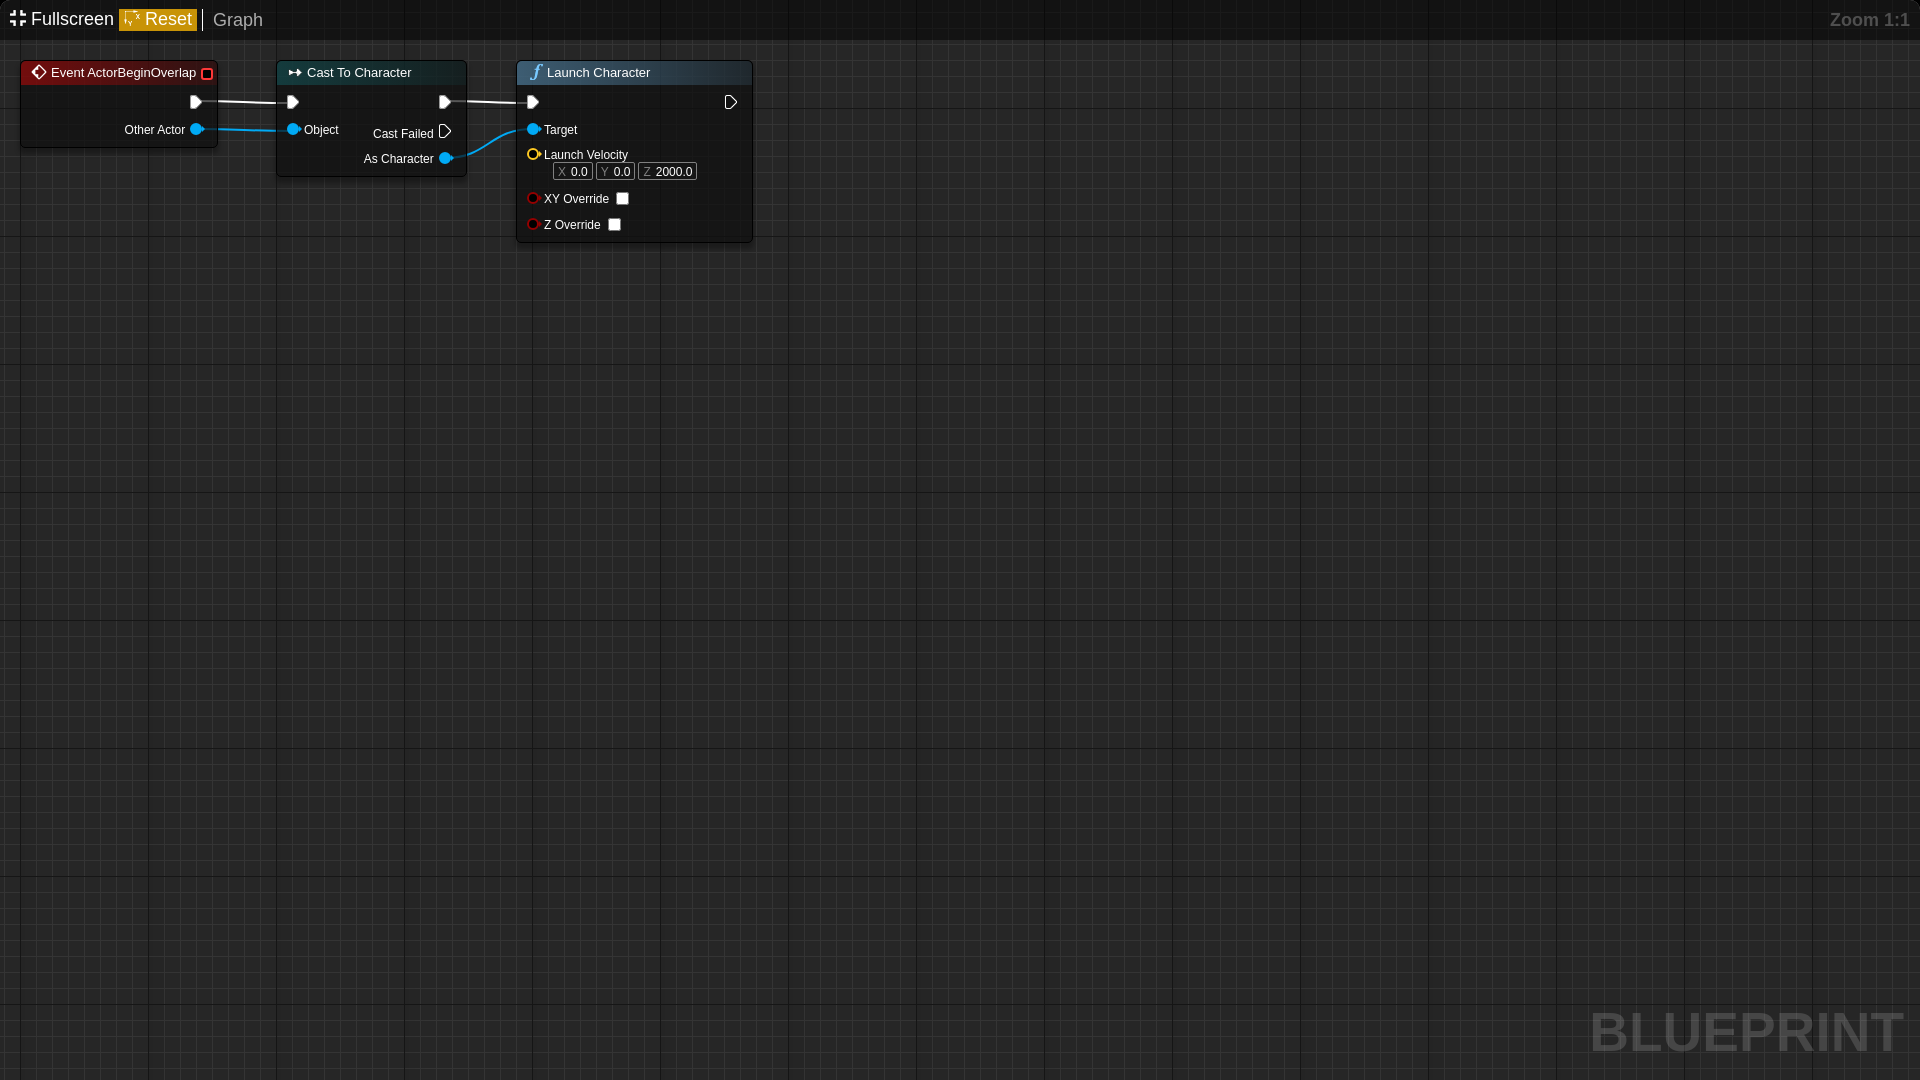 Fullscreen Reset Graph Zoom 1:1
Event ActorBeginOverlap
Other Actor
Cast To Character
Object
Cast Failed
As Character
Launch Character
Target
Launch Velocity
X 0.0 Y 0.0 Z 2000.0
XY Override
Z Override
BLUEPRINT